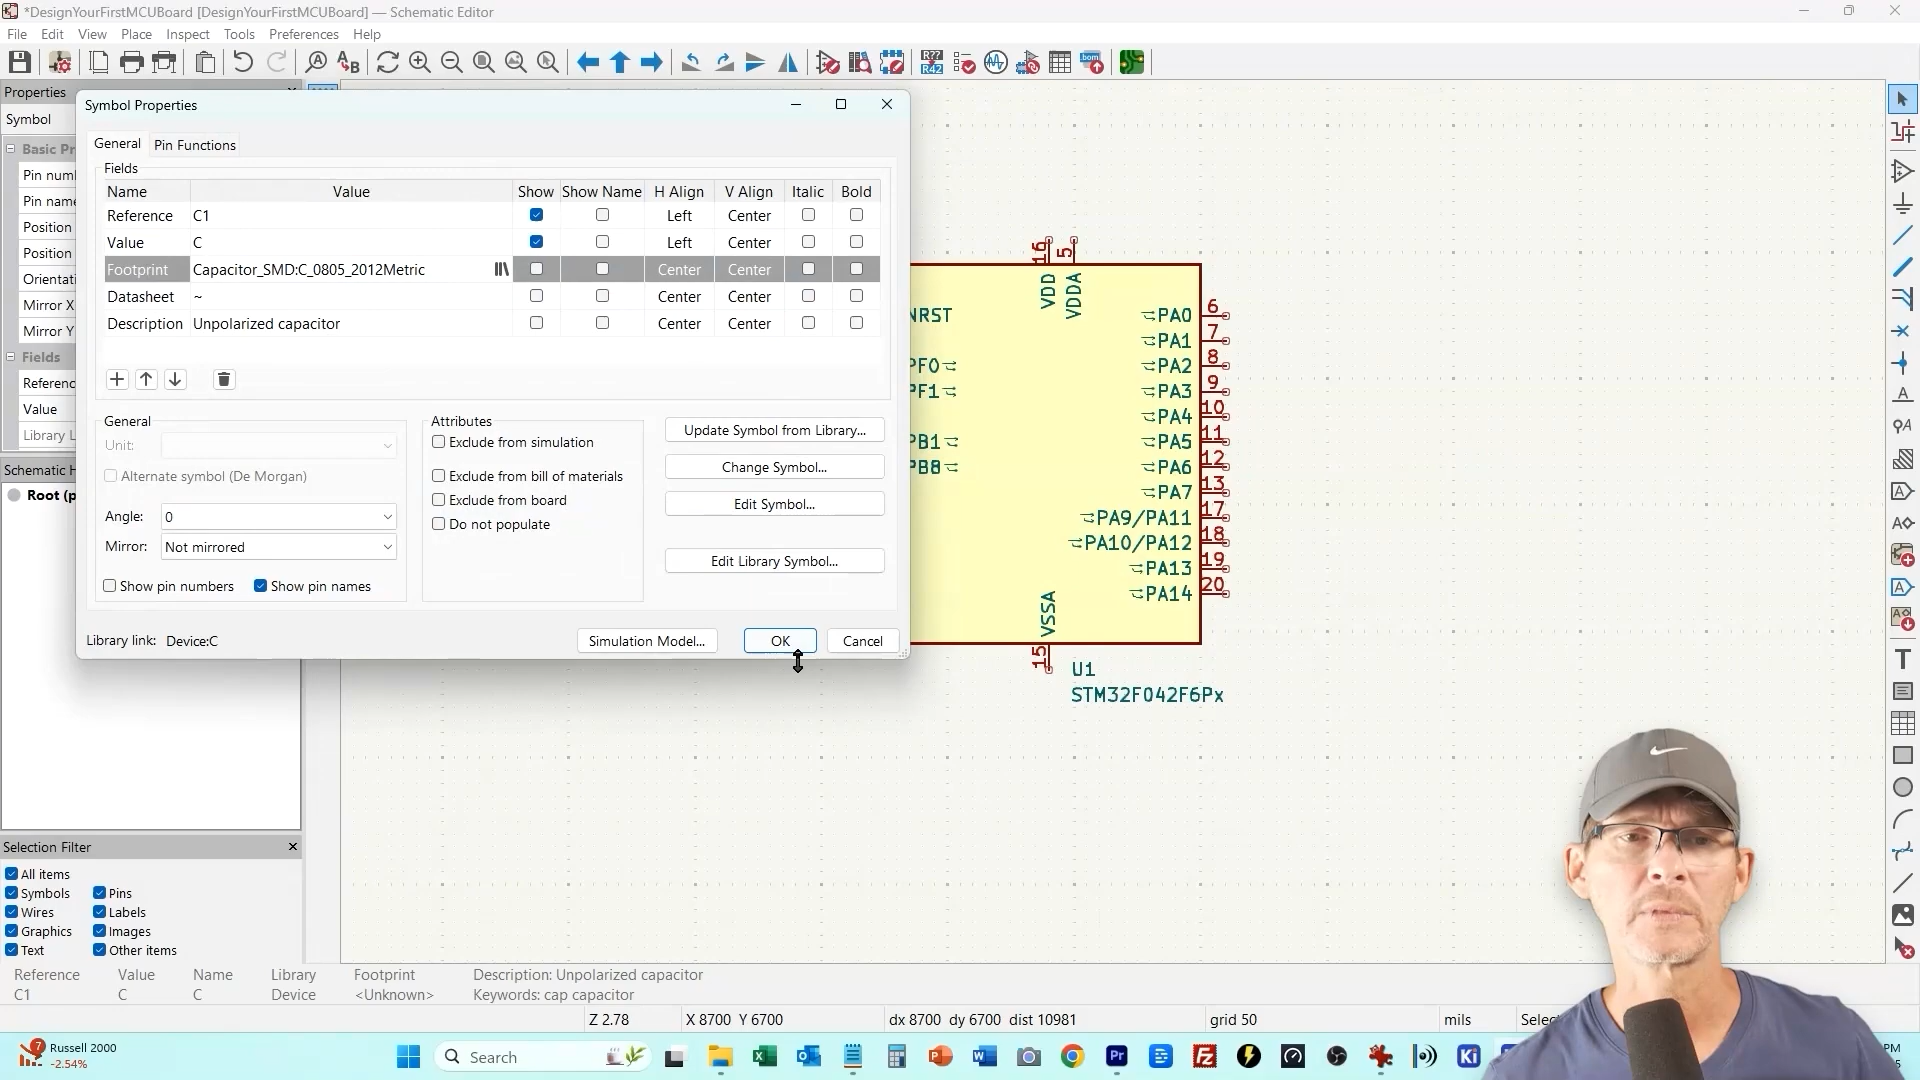 *DesignYourFirstMCUBoard [DesignYourFirstMCUBoard] — Schematic Editor
File Edit View Place Inspect Tools Preferences Help
Properties
Symbol
Basic Pr
Pin numb
Pin name
Position
Position
Orientati
Mirror X
Mirror Y
Fields
Referenc
Value
Library L
Schematic H
Root (p
Symbol Properties
General Pin Functions
Fields
Name Value Show Show Name H Align V Align Italic Bold
Reference C1 Left Center
Value C Left Center
Footprint Capacitor_SMD:C_0805_2012Metric Center Center
Datasheet ~ Center Center
Description Unpolarized capacitor Center Center
General
Unit:
Alternate symbol (De Morgan)
Angle: 0
Mirror: Not mirrored
Show pin numbers Show pin names
Attributes
Exclude from simulation
Exclude from bill of materials
Exclude from board
Do not populate
Update Symbol from Library...
Change Symbol...
Edit Symbol...
Edit Library Symbol...
Library link: Device:C
Simulation Model... OK Cancel
16 5
VDD VDDA
NRST
PF0
PF1
PB1
PB8
PA0 6
PA1 7
PA2 8
PA3 9
PA4 10
PA5 11
PA6 12
PA7 13
PA9/PA11 17
PA10/PA12 18
PA13 19
PA14 20
VSSA
15
U1
STM32F042F6Px
Selection Filter
All items
Symbols Pins
Wires Labels
Graphics Images
Text Other items
Reference Value Name Library Footprint Description: Unpolarized capacitor
C1 C C Device <Unknown> Keywords: cap capacitor
Z 2.78 X 8700 Y 6700 dx 8700 dy 6700 dist 10981 grid 50 mils Selec
7 Russell 2000
-2.54%
Search
Pr
Fz
Ki
PM